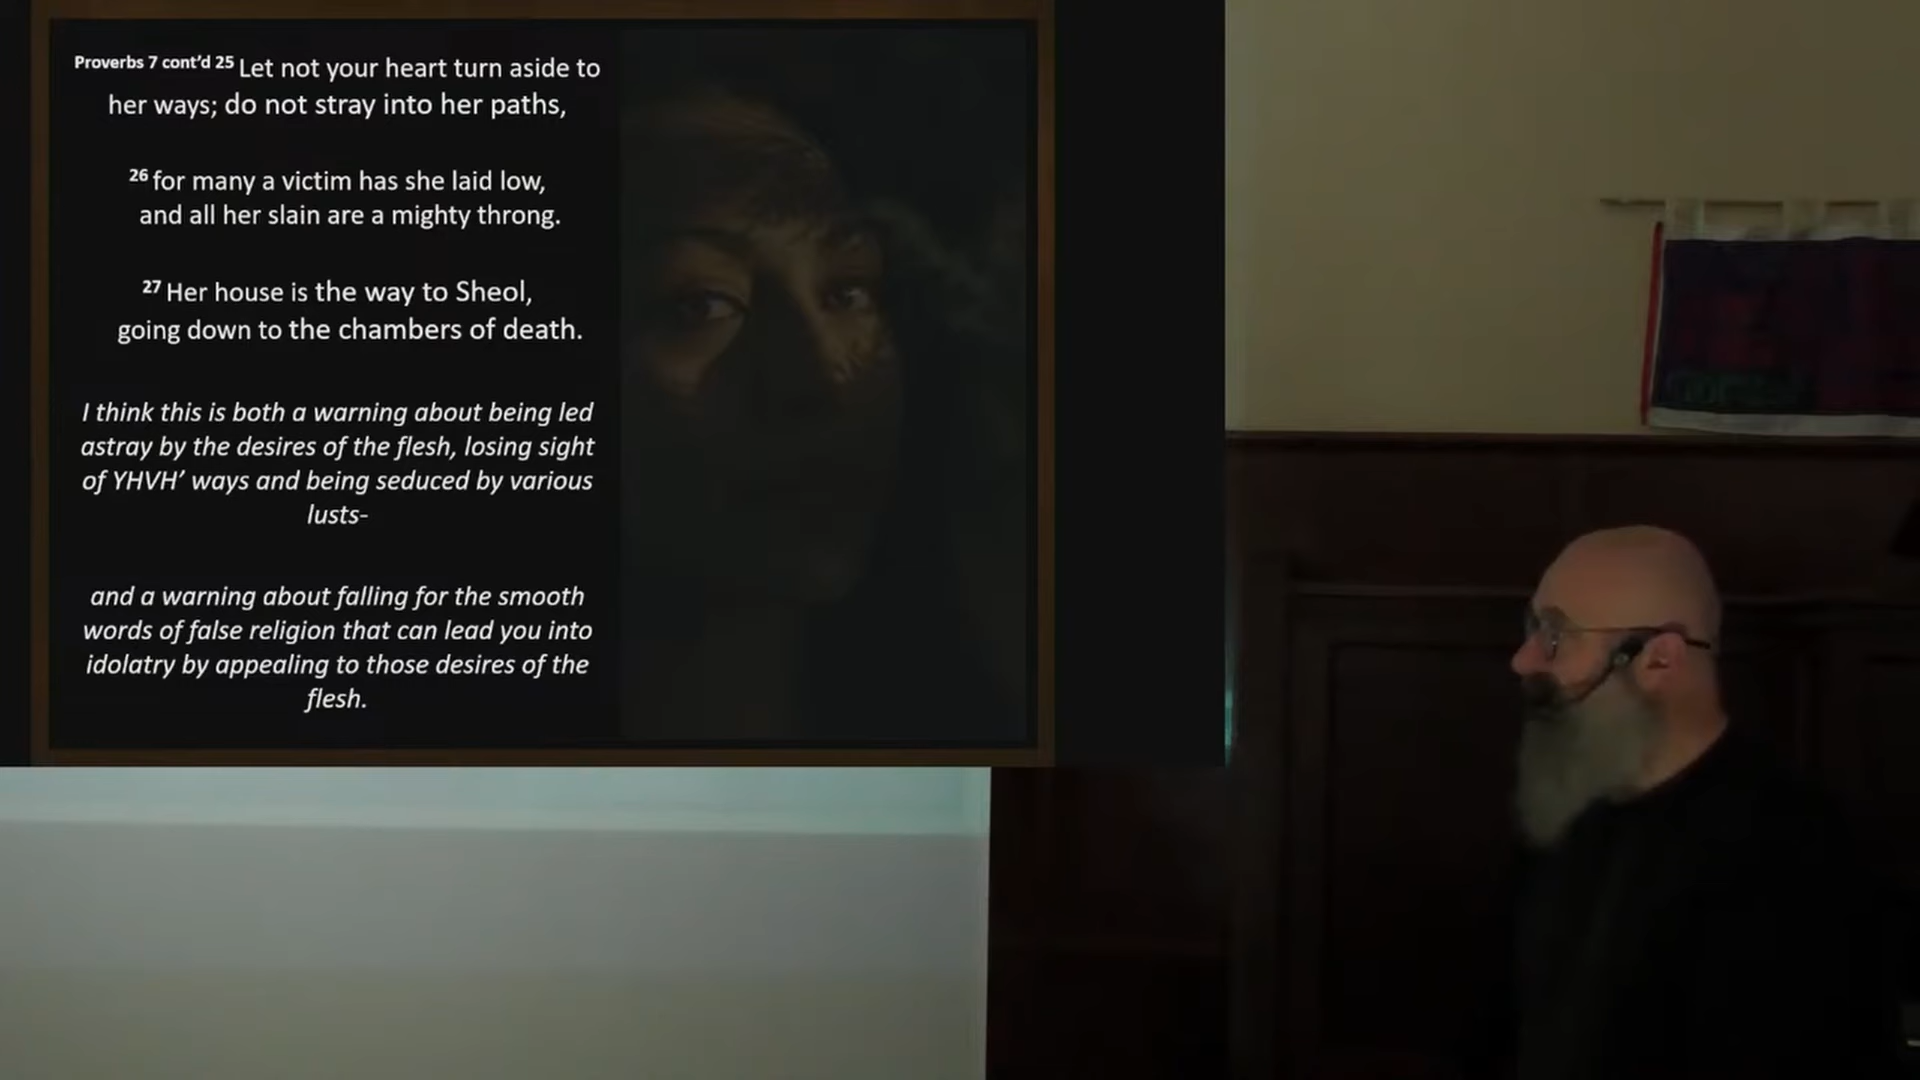 Proverbs 7 cont’d 25 Let not your heart turn aside to
her ways; do not stray into her paths,
26 for many a victim has she laid low,
and all her slain are a mighty throng.
27 Her house is the way to Sheol,
going down to the chambers of death.
I think this is both a warning about being led
astray by the desires of the flesh, losing sight
of YHVH’ ways and being seduced by various
lusts-
and a warning about falling for the smooth
words of false religion that can lead you into
idolatry by appealing to those desires of the
flesh.